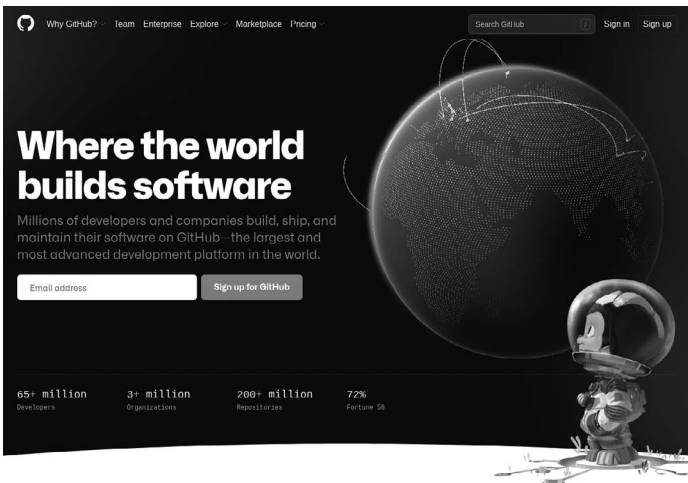 Why GitHub?
Team
Enterprise
Explore
Marketplace
Pricing
Search GitHub
/
Sign in
Sign up
Where the world
builds software
Millions of developers and companies build, ship, and
maintain their software on GitHub—the largest and
most advanced development platform in the world.
Email address
Sign up for GitHub
65+ million
3+ million
200+ million
72%
Developers
Organizations
Repositories
Fortune 50